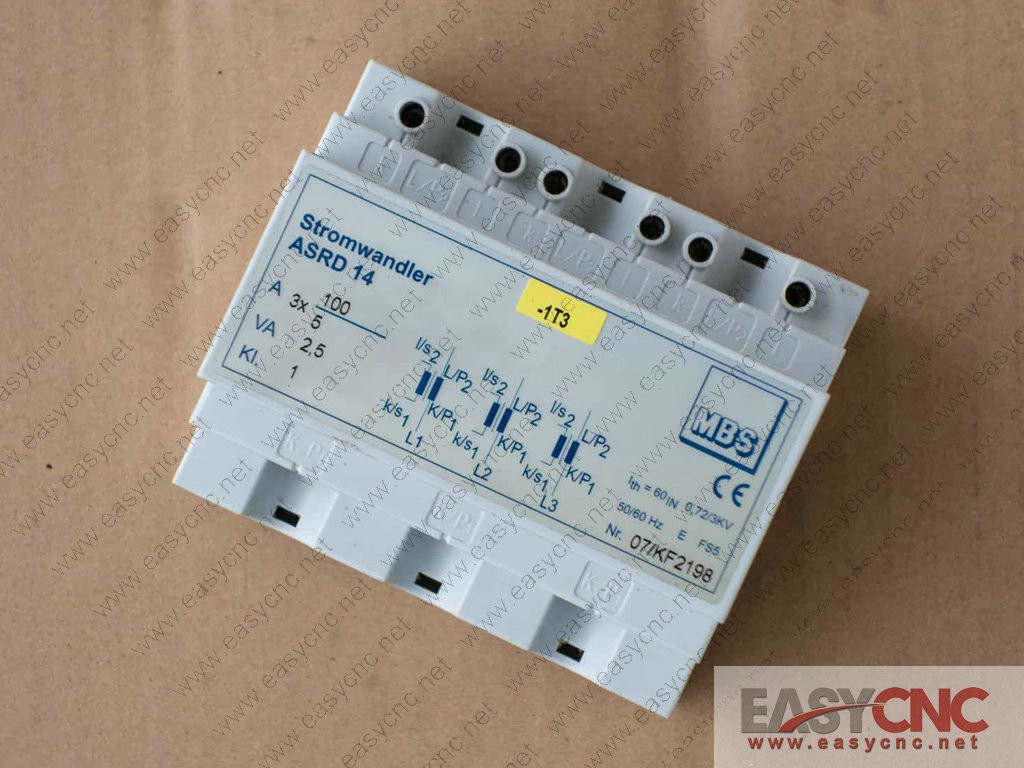 Stromwandler
ASRD 14
A 3x 100
5
VA 2,5
Kl. 1
-1T3
l/s2 L/P2 l/s2 L/P2 l/s2 L/P2
k/s1 K/P1 k/s1 K/P1 k/s1 K/P1
L1 L2 L3
MBS
CE
Ith = 60IN 0,72/3KV
50/60 Hz E FS5
Nr. 07/KF2198
EASYCNC
www.easycnc.net